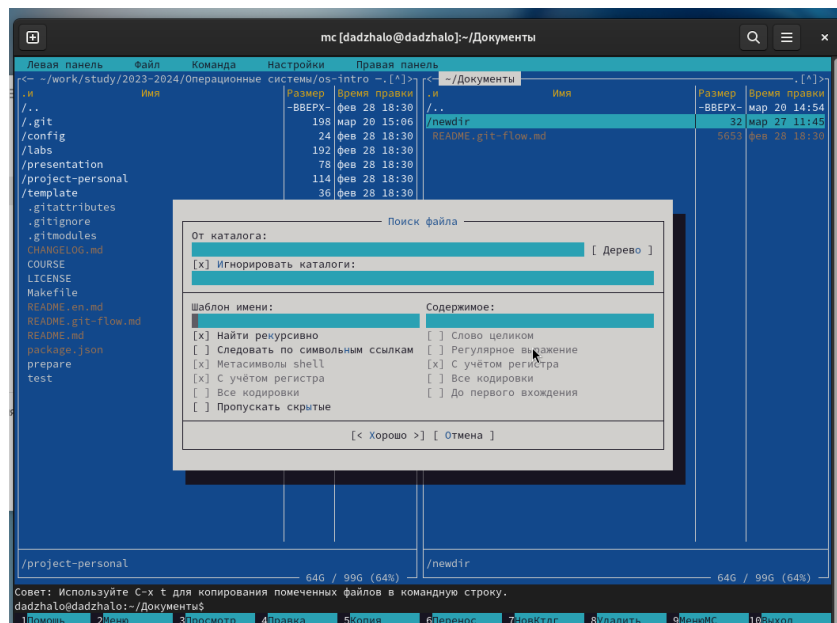 mc [dadzhalo@dadzhalo]:~/Документы
Левая панель Файл Команда Настройки Правая панель
<— ~/work/study/2023-2024/Операционные системы/os-intro —.[^]>
.и Имя Размер Время правки
/.. -ВВЕРХ- фев 28 18:30
/.git 198 мар 20 15:06
/config 24 фев 28 18:30
/labs 192 фев 28 18:30
/presentation 78 фев 28 18:30
/project-personal 114 фев 28 18:30
/template 36 фев 28 18:30
.gitattributes
.gitignore
.gitmodules
CHANGELOG.md
COURSE
LICENSE
Makefile
README.en.md
README.git-flow.md
README.md
package.json
prepare
test
/project-personal
64G / 99G (64%)
<— ~/Документы .[^]>
.и Имя Размер Время правки
/.. -ВВЕРХ- мар 20 14:54
/newdir 32 мар 27 11:45
README.git-flow.md 5653 фев 28 18:30
/newdir
64G / 99G (64%)
Поиск файла
От каталога:
[ Дерево ]
[x] Игнорировать каталоги:
Шаблон имени:
[x] Найти рекурсивно
[ ] Следовать по символьным ссылкам
[x] Метасимволы shell
[x] С учётом регистра
[ ] Все кодировки
[ ] Пропускать скрытые
Содержимое:
[ ] Слово целиком
[ ] Регулярное выражение
[x] С учётом регистра
[ ] Все кодировки
[ ] До первого вхождения
[< Хорошо >] [ Отмена ]
Совет: Используйте C-x t для копирования помеченных файлов в командную строку.
dadzhalo@dadzhalo:~/Документы$
1Помощь 2Меню 3Просмотр 4Правка 5Копия 6Перенос 7НовКтлг 8Удалить 9МенюMC 10Выход